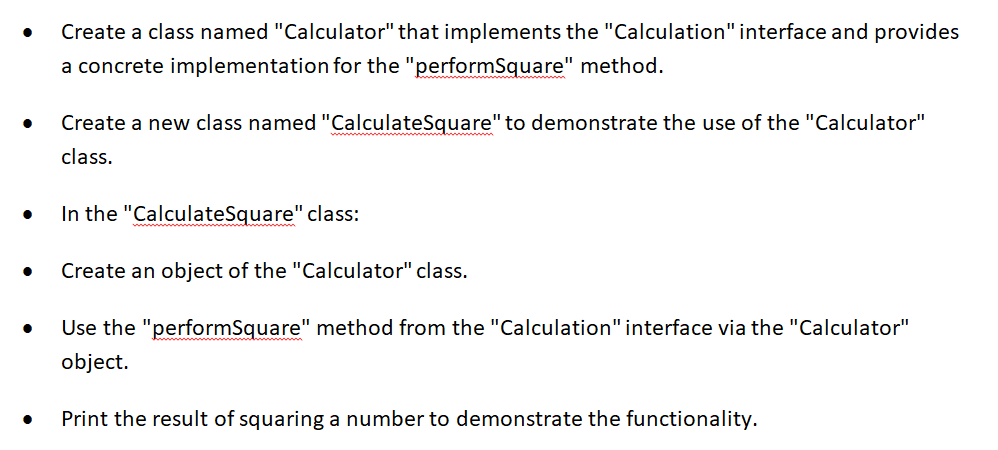 • Create a class named "Calculator" that implements the "Calculation" interface and provides
a concrete implementation for the "performSquare" method.
• Create a new class named "CalculateSquare" to demonstrate the use of the "Calculator"
class.
• In the "CalculateSquare" class:
• Create an object of the "Calculator" class.
• Use the "performSquare" method from the "Calculation" interface via the "Calculator"
object.
• Print the result of squaring a number to demonstrate the functionality.